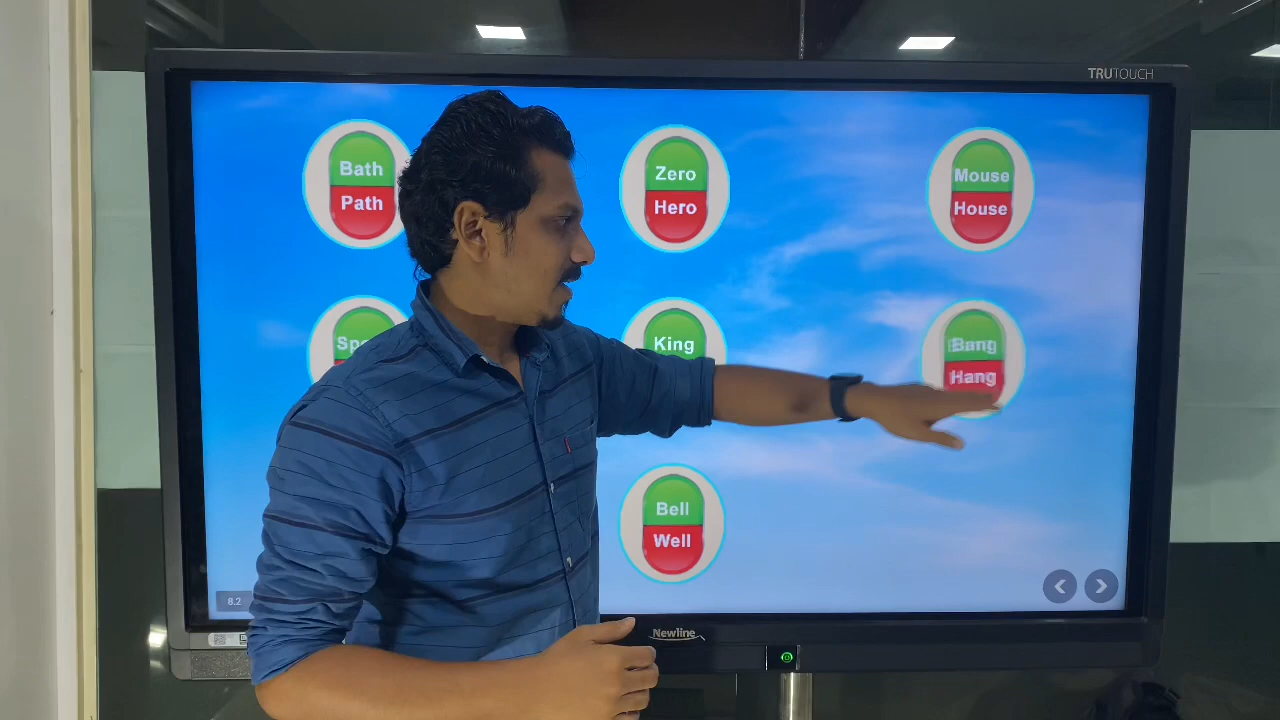 TRUTOUCH
Bath
Path
Zero
Hero
Mouse
House
King
Bang
Hang
Bell
Well
8.2
Newline